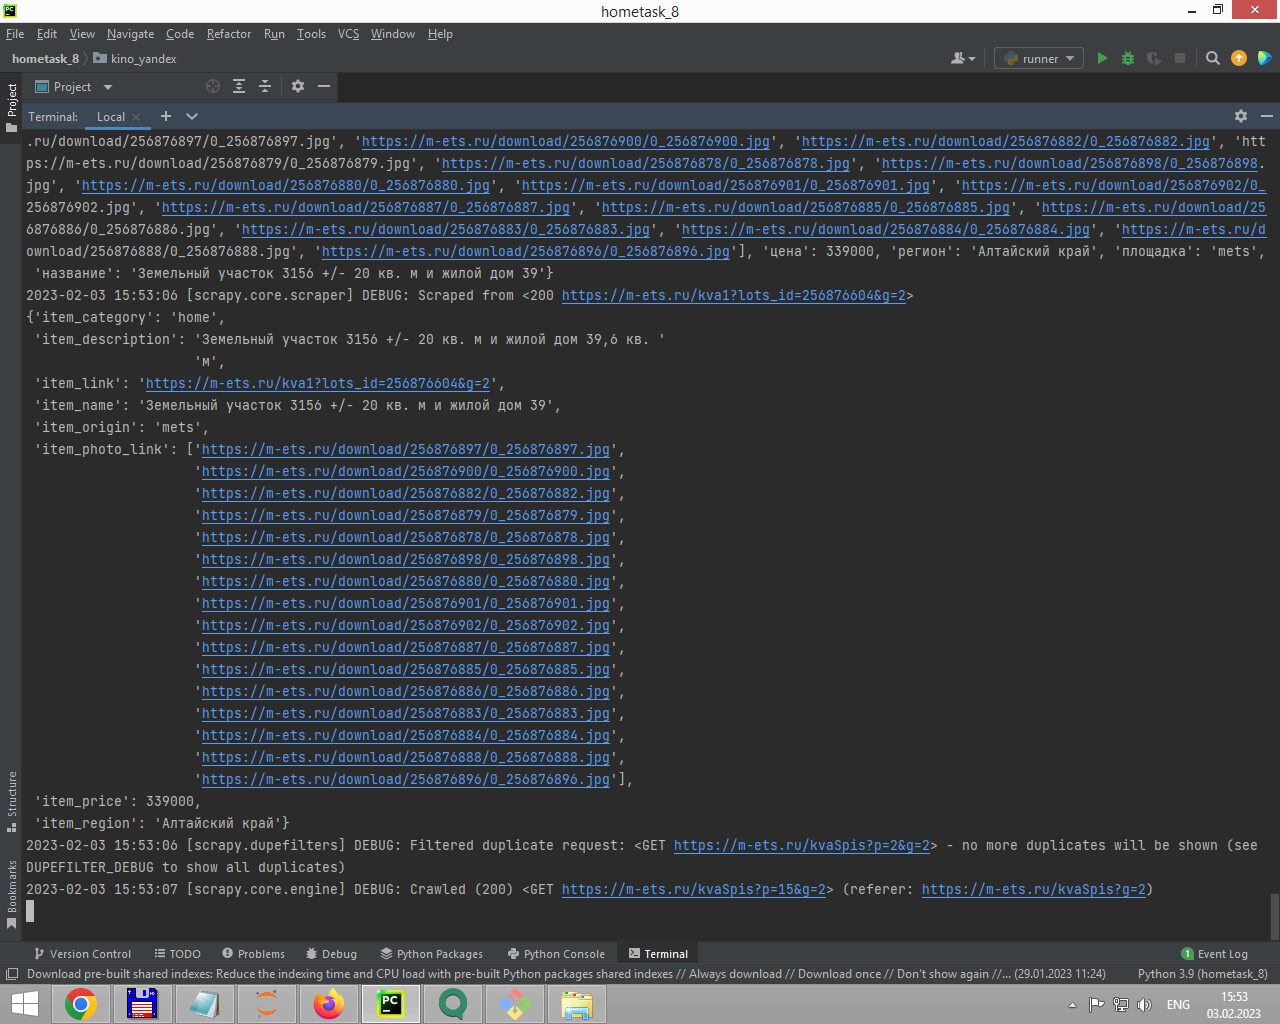 hometask_8
File Edit View Navigate Code Refactor Run Tools VCS Window Help
hometask_8 kino_yandex runner
Project
Project
Terminal: Local
.ru/download/256876897/0_256876897.jpg', 'https://m-ets.ru/download/256876900/0_256876900.jpg', 'https://m-ets.ru/download/256876882/0_256876882.jpg', 'htt
ps://m-ets.ru/download/256876879/0_256876879.jpg', 'https://m-ets.ru/download/256876878/0_256876878.jpg', 'https://m-ets.ru/download/256876898/0_256876898.
jpg', 'https://m-ets.ru/download/256876880/0_256876880.jpg', 'https://m-ets.ru/download/256876901/0_256876901.jpg', 'https://m-ets.ru/download/256876902/0_
256876902.jpg', 'https://m-ets.ru/download/256876887/0_256876887.jpg', 'https://m-ets.ru/download/256876885/0_256876885.jpg', 'https://m-ets.ru/download/25
6876886/0_256876886.jpg', 'https://m-ets.ru/download/256876883/0_256876883.jpg', 'https://m-ets.ru/download/256876884/0_256876884.jpg', 'https://m-ets.ru/d
ownload/256876888/0_256876888.jpg', 'https://m-ets.ru/download/256876896/0_256876896.jpg'], 'цена': 339000, 'регион': 'Алтайский край', 'площадка': 'mets',
'название': 'Земельный участок 3156 +/- 20 кв. м и жилой дом 39'}
2023-02-03 15:53:06 [scrapy.core.scraper] DEBUG: Scraped from <200 https://m-ets.ru/kva1?lots_id=256876604&g=2>
{'item_category': 'home',
'item_description': 'Земельный участок 3156 +/- 20 кв. м и жилой дом 39,6 кв. '
'м',
'item_link': 'https://m-ets.ru/kva1?lots_id=256876604&g=2',
'item_name': 'Земельный участок 3156 +/- 20 кв. м и жилой дом 39',
'item_origin': 'mets',
'item_photo_link': ['https://m-ets.ru/download/256876897/0_256876897.jpg',
'https://m-ets.ru/download/256876900/0_256876900.jpg',
'https://m-ets.ru/download/256876882/0_256876882.jpg',
'https://m-ets.ru/download/256876879/0_256876879.jpg',
'https://m-ets.ru/download/256876878/0_256876878.jpg',
'https://m-ets.ru/download/256876898/0_256876898.jpg',
'https://m-ets.ru/download/256876880/0_256876880.jpg',
'https://m-ets.ru/download/256876901/0_256876901.jpg',
'https://m-ets.ru/download/256876902/0_256876902.jpg',
'https://m-ets.ru/download/256876887/0_256876887.jpg',
'https://m-ets.ru/download/256876885/0_256876885.jpg',
'https://m-ets.ru/download/256876886/0_256876886.jpg',
'https://m-ets.ru/download/256876883/0_256876883.jpg',
'https://m-ets.ru/download/256876884/0_256876884.jpg',
'https://m-ets.ru/download/256876888/0_256876888.jpg',
'https://m-ets.ru/download/256876896/0_256876896.jpg'],
'item_price': 339000,
'item_region': 'Алтайский край'}
2023-02-03 15:53:06 [scrapy.dupefilters] DEBUG: Filtered duplicate request: <GET https://m-ets.ru/kvaSpis?p=2&g=2> - no more duplicates will be shown (see
DUPEFILTER_DEBUG to show all duplicates)
2023-02-03 15:53:07 [scrapy.core.engine] DEBUG: Crawled (200) <GET https://m-ets.ru/kvaSpis?p=15&g=2> (referer: https://m-ets.ru/kvaSpis?g=2)
Structure
Bookmarks
Version Control TODO Problems Debug Python Packages Python Console Terminal 1 Event Log
Download pre-built shared indexes: Reduce the indexing time and CPU load with pre-built Python packages shared indexes // Always download // Download once // Don't show again //... (29.01.2023 11:24) Python 3.9 (hometask_8)
PC
ENG
15:53
03.02.2023